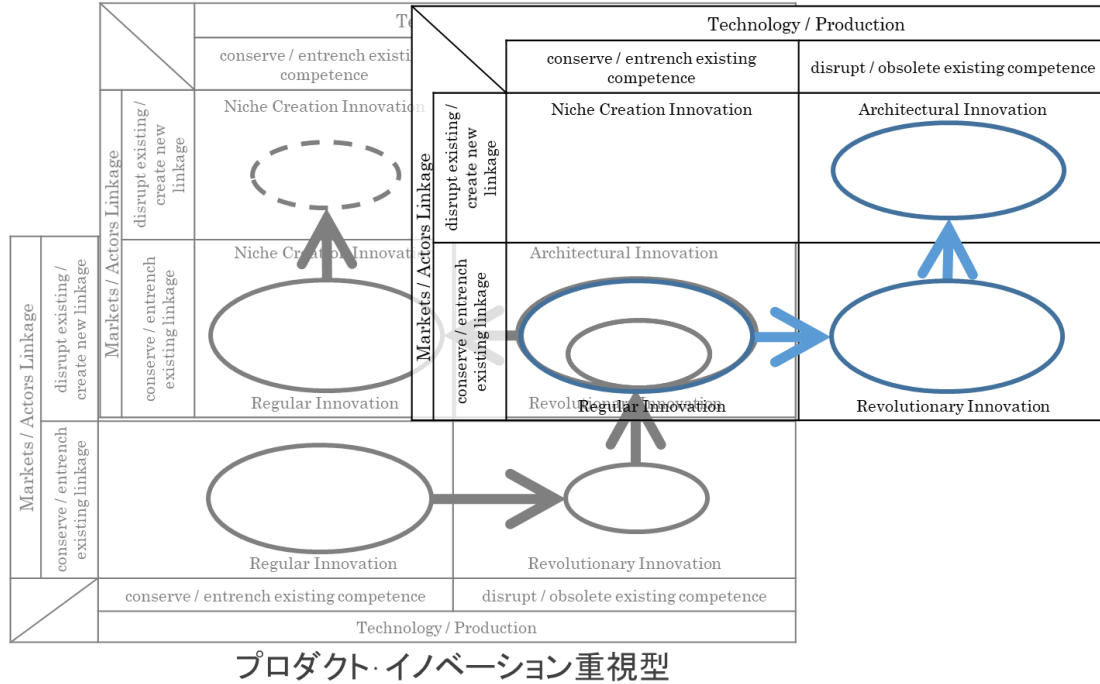 Te
conserve / entrench existi
competence
Niche Creation Innovation
Markets / Actors Linkage
disrupt existing /
create new
linkage
conserve / entrench
existing linkage
Regular Innovation
Revolutionary Innovation
Technology / Production
conserve / entrench existing
competence
disrupt / obsolete existing competence
Niche Creation Innovation
Architectural Innovation
Markets / Actors Linkage
disrupt existing /
create new
linkage
conserve / entrench
existing linkage
Regular Innovation
Revolutionary Innovation
Niche Creation Innovation
Architectural Innovation
Markets / Actors Linkage
disrupt existing /
create new linkage
conserve / entrench
existing linkage
Regular Innovation
Revolutionary Innovation
conserve / entrench existing competence
disrupt / obsolete existing competence
Technology / Production
プロダクト・イノベーション重視型